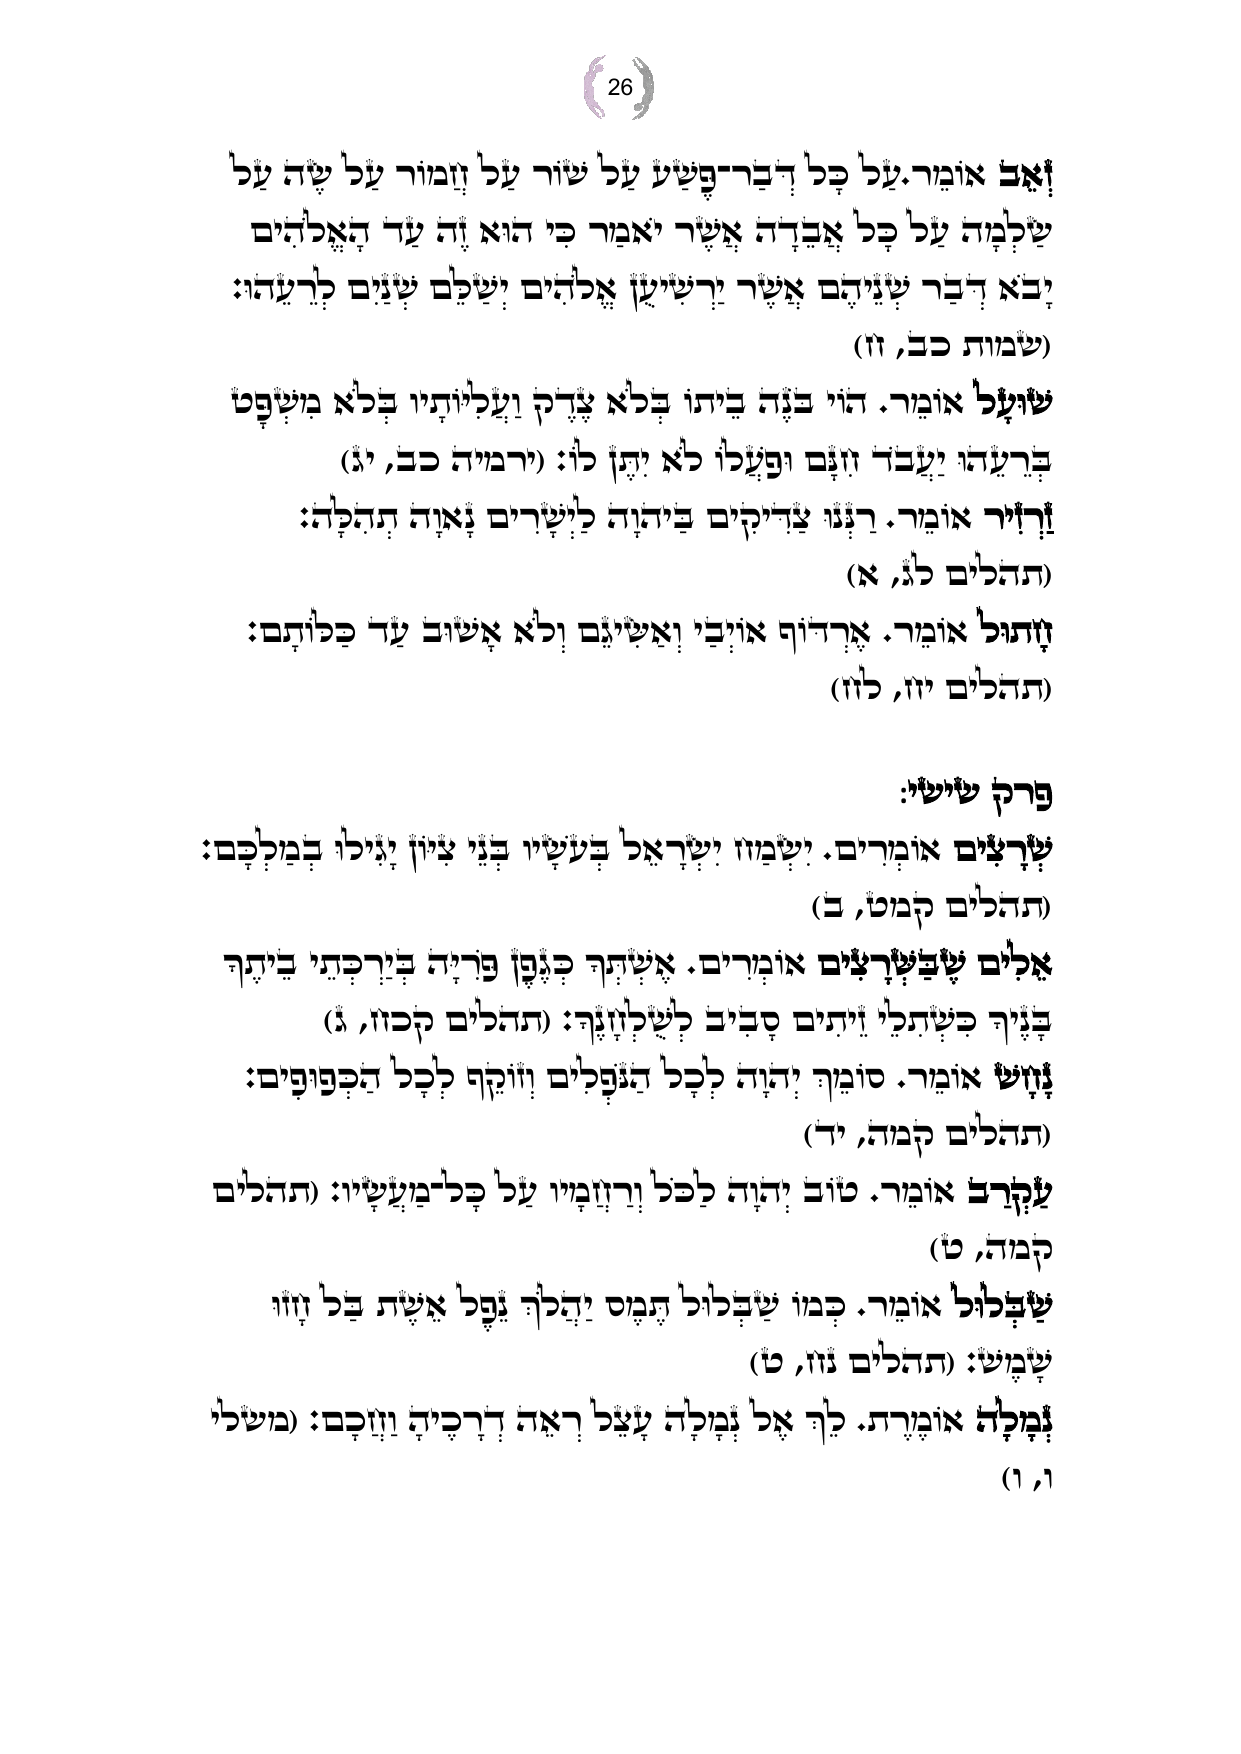 26
זְאֵב אוֹמֵר.עַל כָּל דְּבַר־פֶּשַׁע עַל שׁוֹר עַל חֲמוֹר עַל שֶׂה עַל
שַׂלְמָה עַל כָּל אֲבֵדָה אֲשֶׁר יֹאמַר כִּי הוּא זֶה עַד הָאֱלֹהִים
יָבֹא דְּבַר שְׁנֵיהֶם אֲשֶׁר יַרְשִׁיעֻן אֱלֹהִים יְשַׁלֵּם שְׁנַיִם לְרֵעֵהוּ:
(שמות כב, ח)
שׁוּעָל אוֹמֵר. הוֹי בֹּנֶה בֵיתוֹ בְּלֹא צֶדֶק וַעֲלִיּוֹתָיו בְּלֹא מִשְׁפָּט
בְּרֵעֵהוּ יַעֲבֹד חִנָּם וּפֹעֲלוֹ לֹא יִתֶּן לוֹ: (ירמיה כב, יג)
זַרְזִיר אוֹמֵר. רַנְּנוּ צַדִּיקִים בַּיהוָה לַיְשָׁרִים נָאוָה תְהִלָּה:
(תהלים לג, א)
חָתוּל אוֹמֵר. אֶרְדּוֹף אוֹיְבַי וְאַשִּׂיגֵם וְלֹא אָשׁוּב עַד כַּלּוֹתָם:
(תהלים יח, לח)
פרק שישי:
שְׁרָצִים אוֹמְרִים. יִשְׂמַח יִשְׂרָאֵל בְּעֹשָׂיו בְּנֵי צִיּוֹן יָגִילוּ בְמַלְכָּם:
(תהלים קמט, ב)
אֵלִים שֶׁבַּשְּׁרָצִים אוֹמְרִים. אֶשְׁתְּךָ כְּגֶפֶן פֹּרִיָּה בְּיַרְכְּתֵי בֵיתֶךָ
בָּנֶיךָ כִּשְׁתִלֵי זֵיתִים סָבִיב לְשֻׁלְחָנֶךָ: (תהלים קכח, ג)
נָחָשׁ אוֹמֵר. סוֹמֵךְ יְהוָה לְכָל הַנֹּפְלִים וְזוֹקֵף לְכָל הַכְּפוּפִים:
(תהלים קמה, יד)
עַקְרַב אוֹמֵר. טוֹב יְהוָה לַכֹּל וְרַחֲמָיו עַל כָּל־מַעֲשָׂיו: (תהלים
קמה, ט)
שַׁבְּלוּל אוֹמֵר. כְּמוֹ שַׁבְּלוּל תֶּמֶס יַהֲלֹךְ נֵפֶל אֵשֶׁת בַּל חָזוּ
שָׁמֶשׁ: (תהלים נח, ט)
נְמָלָה אוֹמֶרֶת. לֵךְ אֶל נְמָלָה עָצֵל רְאֵה דְרָכֶיהָ וַחֲכָם: (משלי
ו, ו)